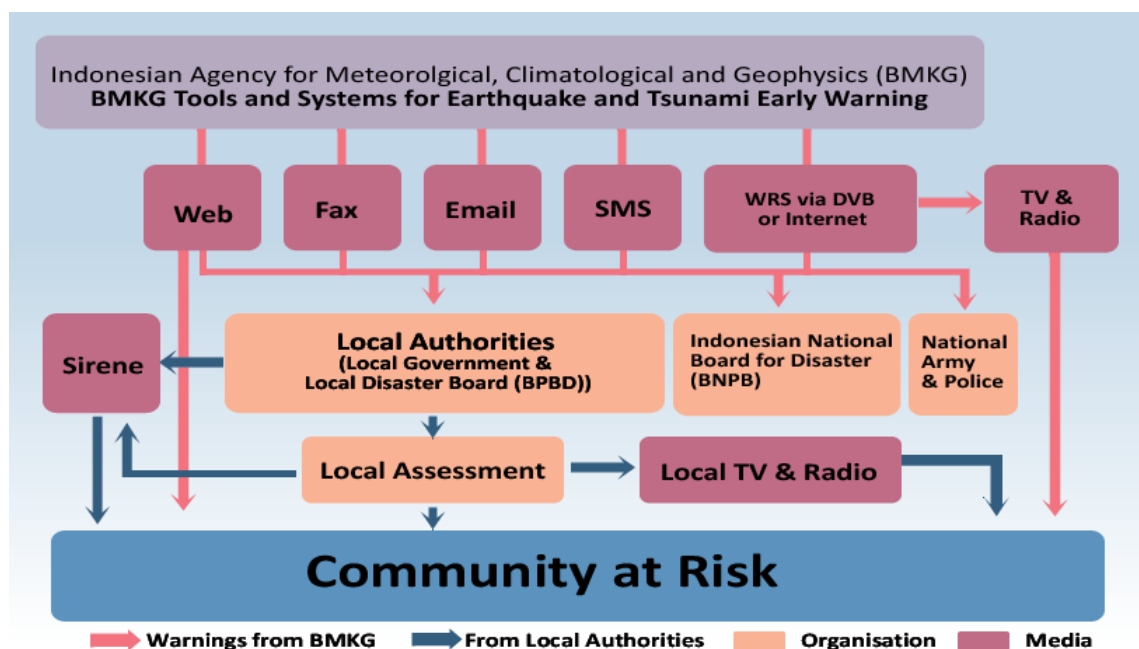 Indonesian Agency for Meteorolgical, Climatological and Geophysics (BMKG)
BMKG Tools and Systems for Earthquake and Tsunami Early Warning
Web
Fax
Email
SMS
WRS via DVB
or Internet
TV &
Radio
Sirene
Local Authorities
(Local Government &
Local Disaster Board (BPBD))
Indonesian National
Board for Disaster
(BNPB)
National
Army
& Police
Local Assessment
Local TV & Radio
Community at Risk
Warnings from BMKG
From Local Authorities
Organisation
Media